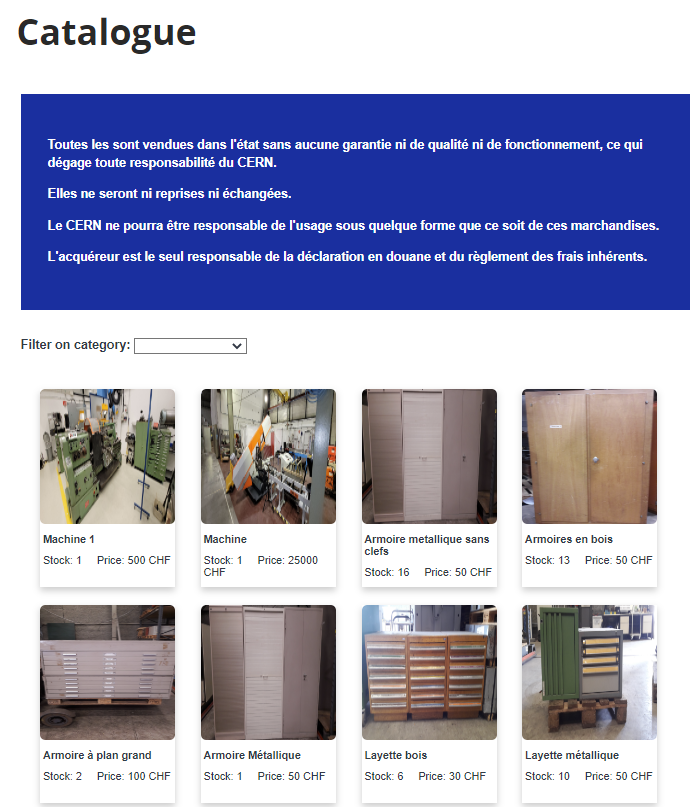 Catalogue
Toutes les sont vendues dans l'état sans aucune garantie ni de qualité ni de fonctionnement, ce qui
dégage toute responsabilité du CERN.
Elles ne seront ni reprises ni échangées.
Le CERN ne pourra être responsable de l'usage sous quelque forme que ce soit de ces marchandises.
L'acquéreur est le seul responsable de la déclaration en douane et du règlement des frais inhérents.
Filter on category:
Machine 1
Stock: 1 Price: 500 CHF
Machine
Stock: 1 Price: 25000
CHF
Armoire metallique sans
clefs
Stock: 16 Price: 50 CHF
Armoires en bois
Stock: 13 Price: 50 CHF
Armoire à plan grand
Stock: 2 Price: 100 CHF
Armoire Métallique
Stock: 1 Price: 50 CHF
Layette bois
Stock: 6 Price: 30 CHF
Layette métallique
Stock: 10 Price: 50 CHF